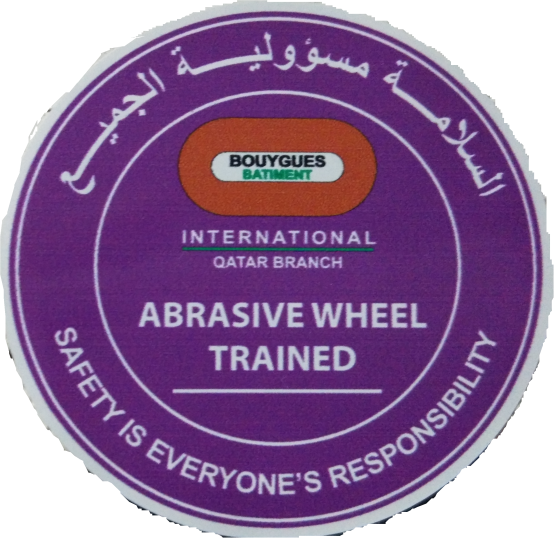 السلامة مسؤولية الجميع
BOUYGUES
BATIMENT
INTERNATIONAL
QATAR BRANCH
ABRASIVE WHEEL
TRAINED
SAFETY IS EVERYONE'S RESPONSIBILITY